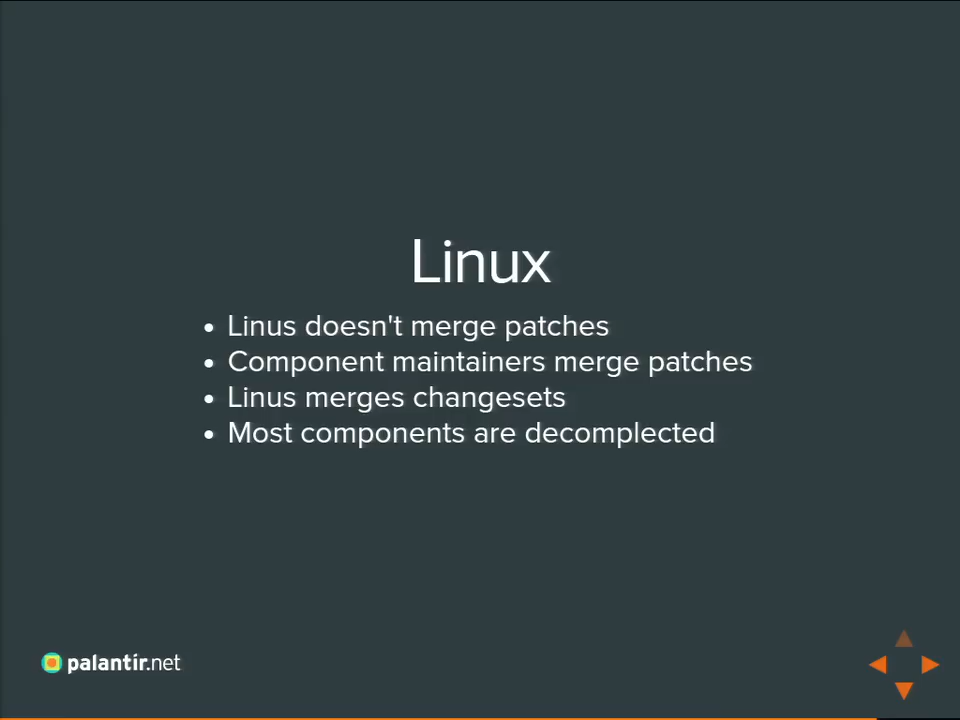 Linux
• Linus doesn't merge patches
• Component maintainers merge patches
• Linus merges changesets
• Most components are decomplected
palantir.net